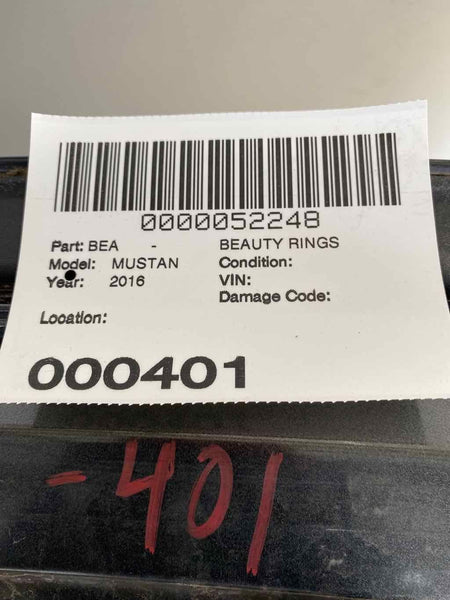 0000052248
Part: BEA - BEAUTY RINGS
Model: MUSTAN Condition:
Year: 2016 VIN:
Damage Code:
Location:
000401
-401